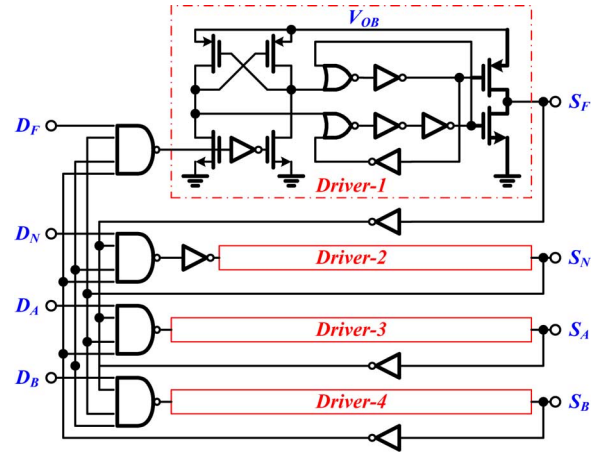 V_OB
D_F
S_F
Driver-1
D_N
Driver-2
S_N
D_A
Driver-3
S_A
D_B
Driver-4
S_B